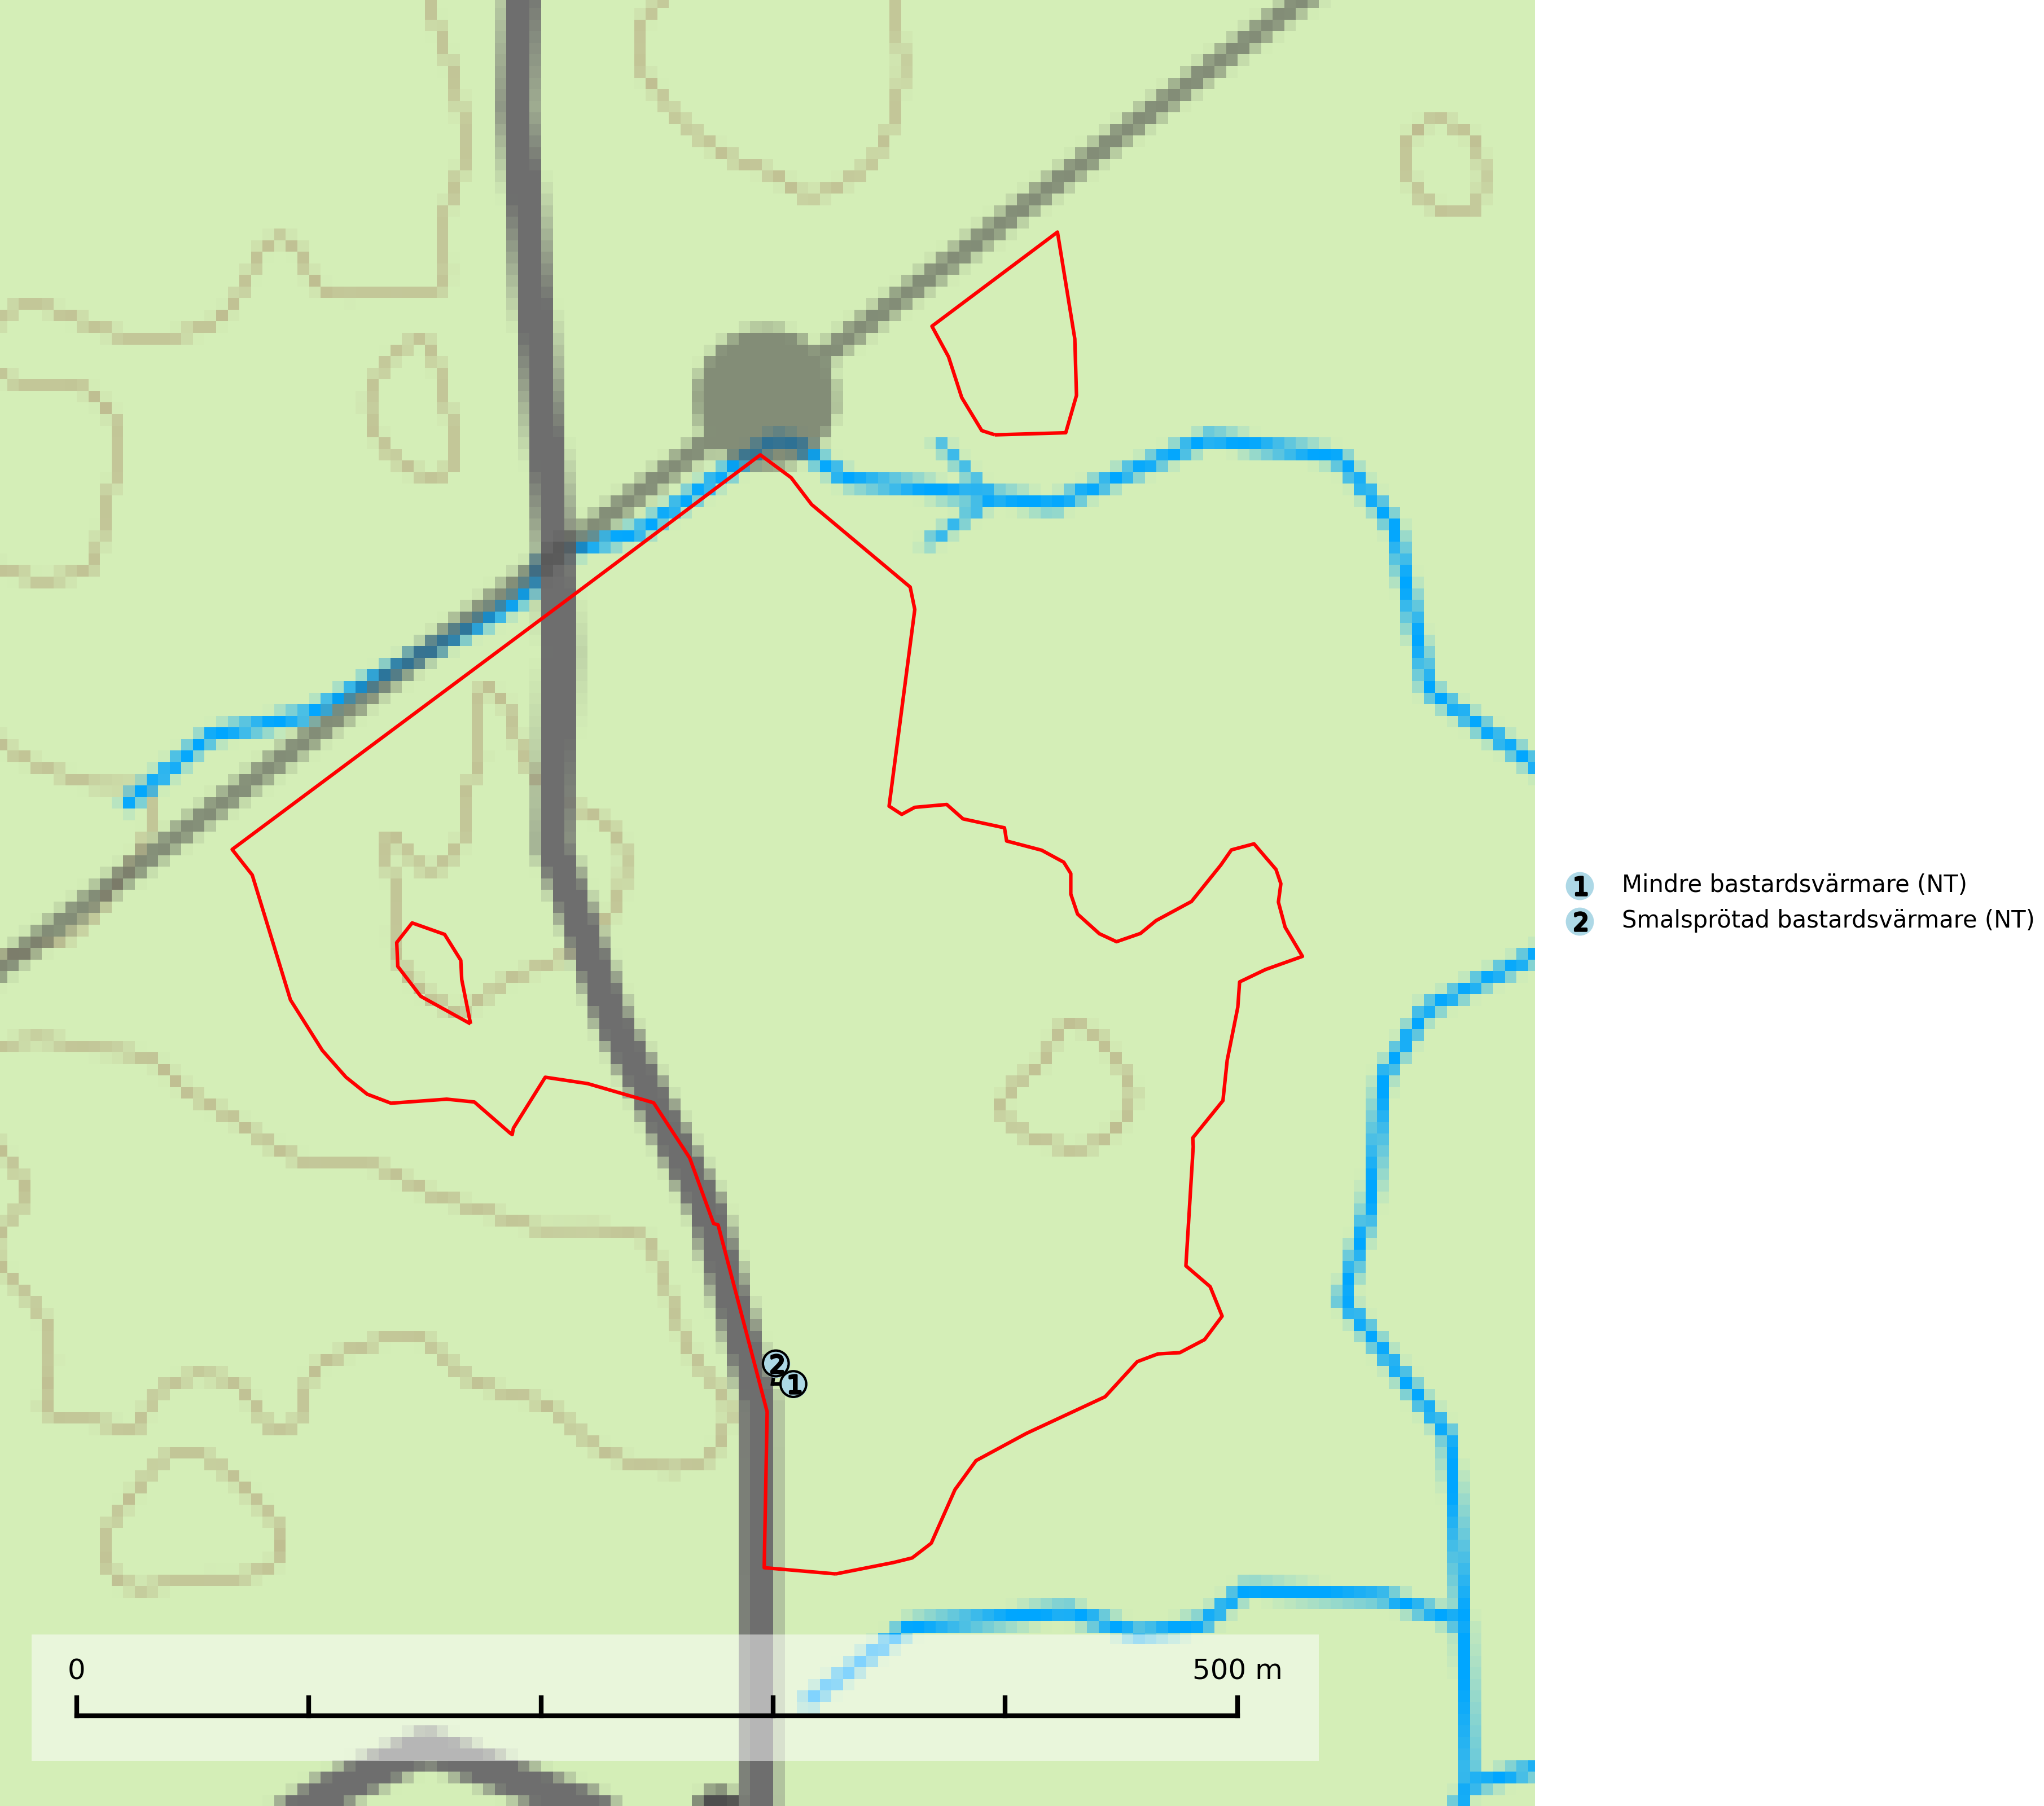 1 Mindre bastardsvärmare (NT)
2 Smalsprötad bastardsvärmare (NT)
2
1
0 500 m